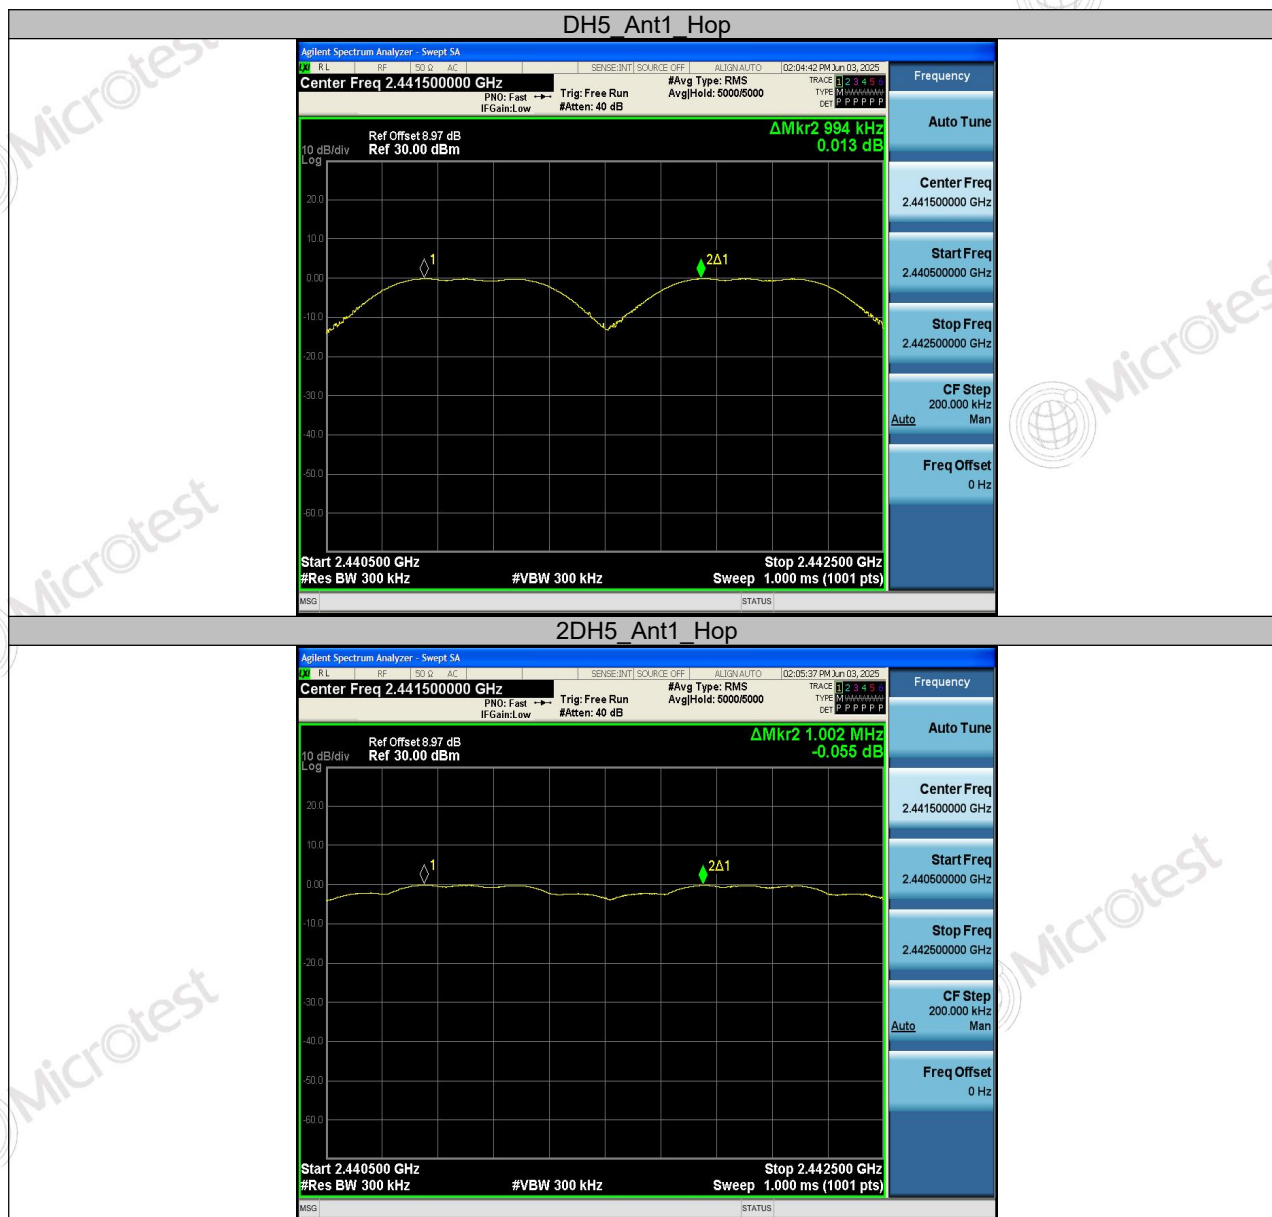 DH5_Ant1_Hop
Agilent Spectrum Analyzer - Swept SA
RL RF 50 Ω AC SENSE:INT SOURCE OFF ALIGN AUTO 02:04:42 PM Jun 03, 2025
Center Freq 2.441500000 GHz
#Avg Type: RMS
TRACE 1 2 3 4 5 6
PNO: Fast Trig: Free Run Avg|Hold: 5000/5000
TYPE M
IFGain:Low #Atten: 40 dB
DET P P P P P P
Frequency
Auto Tune
ΔMkr2 994 kHz
0.013 dB
Ref Offset 8.97 dB
10 dB/div Ref 30.00 dBm
Log
20.0
10.0
0.00
-10.0
-20.0
-30.0
-40.0
-50.0
-60.0
1
2Δ1
Center Freq
2.441500000 GHz
Start Freq
2.440500000 GHz
Stop Freq
2.442500000 GHz
CF Step
200.000 kHz
Auto Man
Freq Offset
0 Hz
Start 2.440500 GHz Stop 2.442500 GHz
#Res BW 300 kHz #VBW 300 kHz Sweep 1.000 ms (1001 pts)
MSG STATUS
2DH5_Ant1_Hop
Agilent Spectrum Analyzer - Swept SA
RL RF 50 Ω AC SENSE:INT SOURCE OFF ALIGN AUTO 02:05:37 PM Jun 03, 2025
Center Freq 2.441500000 GHz
#Avg Type: RMS
TRACE 1 2 3 4 5 6
PNO: Fast Trig: Free Run Avg|Hold: 5000/5000
TYPE M
IFGain:Low #Atten: 40 dB
DET P P P P P P
Frequency
Auto Tune
ΔMkr2 1.002 MHz
-0.055 dB
Ref Offset 8.97 dB
10 dB/div Ref 30.00 dBm
Log
20.0
10.0
0.00
-10.0
-20.0
-30.0
-40.0
-50.0
-60.0
1
2Δ1
Center Freq
2.441500000 GHz
Start Freq
2.440500000 GHz
Stop Freq
2.442500000 GHz
CF Step
200.000 kHz
Auto Man
Freq Offset
0 Hz
Start 2.440500 GHz Stop 2.442500 GHz
#Res BW 300 kHz #VBW 300 kHz Sweep 1.000 ms (1001 pts)
MSG STATUS
Microtest
Microtest
Microtest
Microtest
Microtest